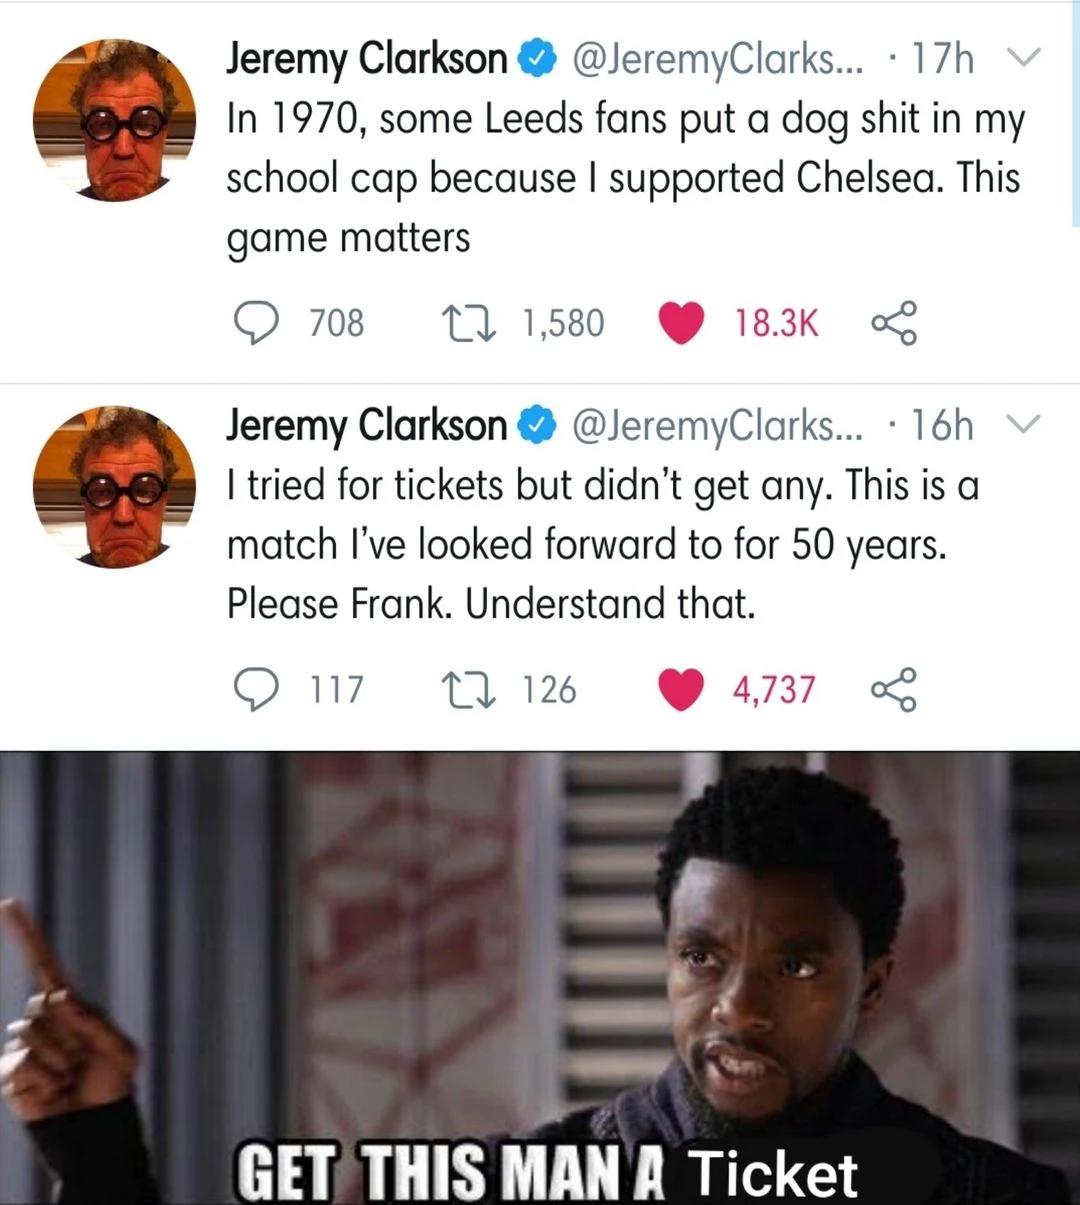 Jeremy Clarkson @JeremyClarks... · 17h
In 1970, some Leeds fans put a dog shit in my
school cap because I supported Chelsea. This
game matters
708 1,580 18.3K
Jeremy Clarkson @JeremyClarks... · 16h
I tried for tickets but didn't get any. This is a
match I've looked forward to for 50 years.
Please Frank. Understand that.
117 126 4,737
GET THIS MAN A Ticket